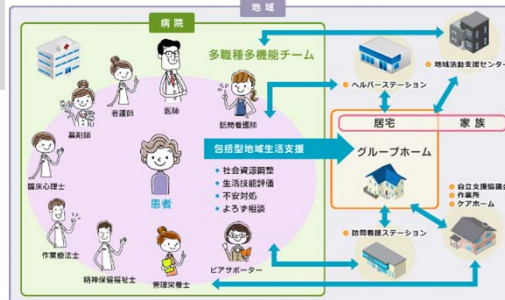 地域
病院
多職種多機能チーム
地域活動支援センター
ヘルパーステーション
看護師
医師
訪問看護師
薬剤師
居宅
家族
包括型地域生活支援
グループホーム
・社会資源調整
・生活技能評価
・不安対処
・よろず相談
臨床心理士
患者
自立支援協議会
作業所
ケアホーム
訪問看護ステーション
作業療法士
精神保健福祉士
管理栄養士
ピアサポーター